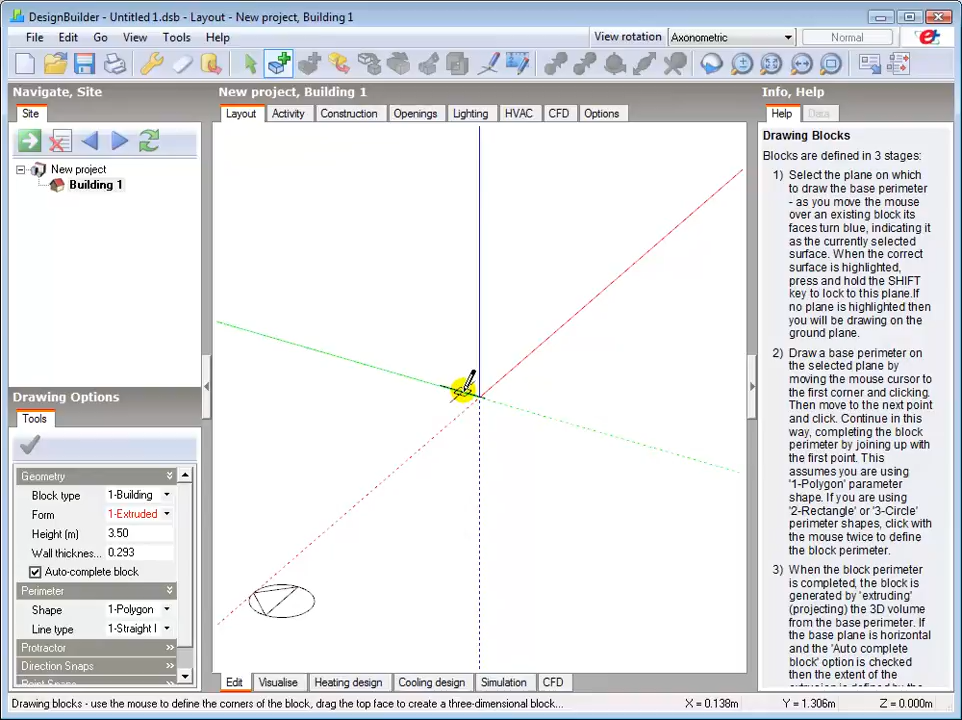 DesignBuilder - Untitled 1.dsb - Layout - New project, Building 1
File Edit Go View Tools Help
View rotation Axonometric Normal
Navigate, Site
New project, Building 1
Info, Help
Site
Layout Activity Construction Openings Lighting HVAC CFD Options
Help Data
New project
Building 1
Drawing Blocks
Blocks are defined in 3 stages:
1) Select the plane on which
to draw the base perimeter
- as you move the mouse
over an existing block its
faces turn blue, indicating it
as the currently selected
surface. When the correct
surface is highlighted,
press and hold the SHIFT
key to lock to this plane.If
no plane is highlighted then
you will be drawing on the
ground plane.
2) Draw a base perimeter on
the selected plane by
moving the mouse cursor to
the first corner and clicking.
Then move to the next point
and click. Continue in this
way, completing the block
perimeter by joining up with
the first point. This
assumes you are using
'1-Polygon' parameter
shape. If you are using
'2-Rectangle' or '3-Circle'
perimeter shapes, click with
the mouse twice to define
the block perimeter.
3) When the block perimeter
is completed, the block is
generated by 'extruding'
(projecting) the 3D volume
from the base perimeter. If
the base plane is horizontal
and the 'Auto complete
block' option is checked
then the extent of the
Drawing Options
Tools
Geometry
Block type 1-Building
Form 1-Extruded
Height (m) 3.50
Wall thicknes... 0.293
Auto-complete block
Perimeter
Shape 1-Polygon
Line type 1-Straight l
Protractor
Direction Snaps
Edit Visualise Heating design Cooling design Simulation CFD
Drawing blocks - use the mouse to define the corners of the block, drag the top face to create a three-dimensional block...
X = 0.138m Y = 1.306m Z = 0.000m